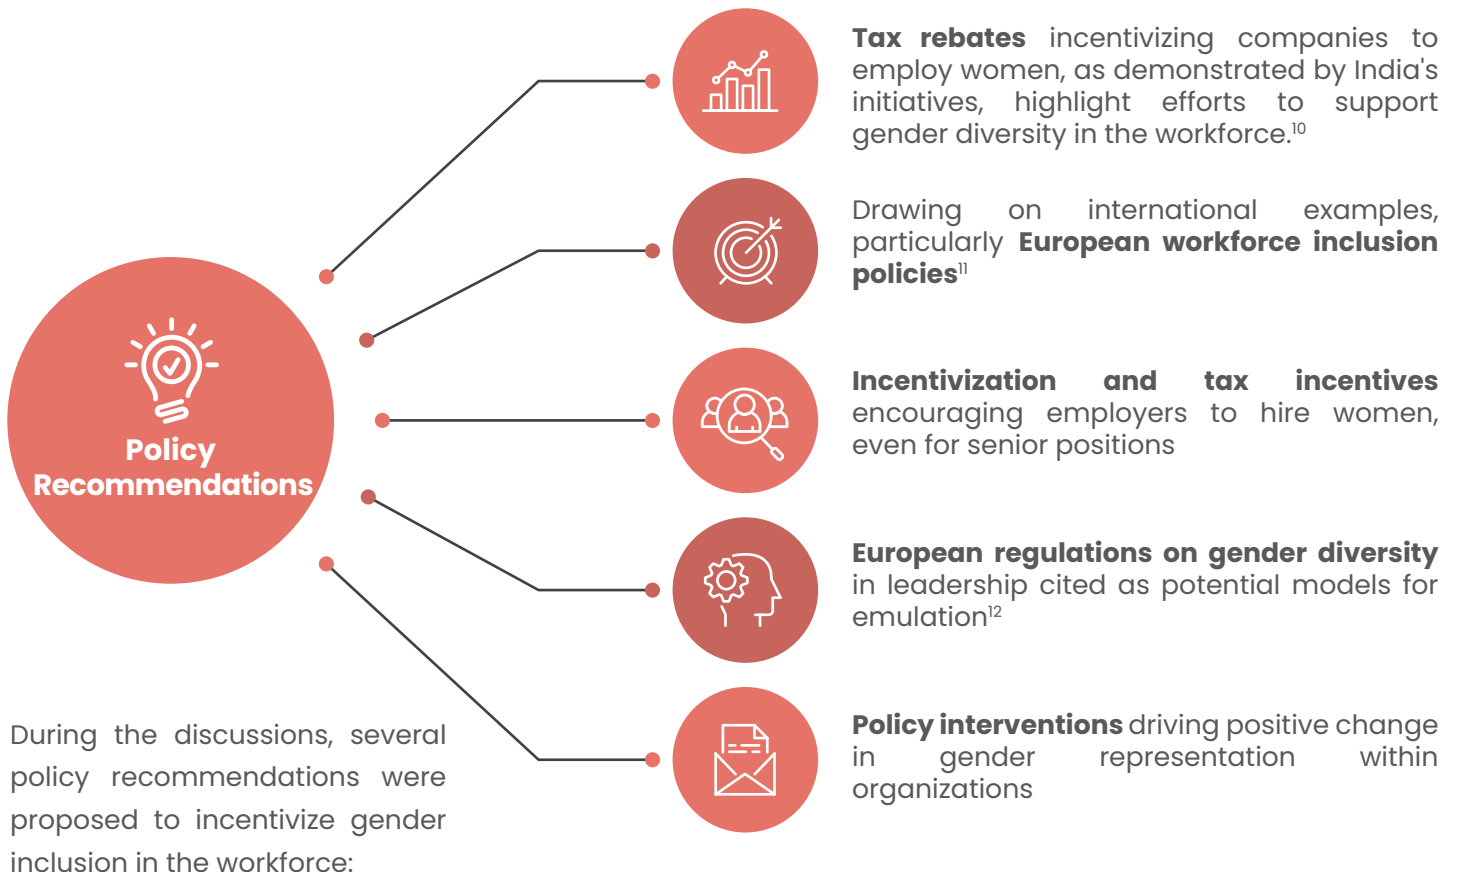 Policy
Recommendations
During the discussions, several
policy recommendations were
proposed to incentivize gender
inclusion in the workforce:
Tax rebates incentivizing companies to
employ women, as demonstrated by India's
initiatives, highlight efforts to support
gender diversity in the workforce.10
Drawing on international examples,
particularly European workforce inclusion
policies11
Incentivization and tax incentives
encouraging employers to hire women,
even for senior positions
European regulations on gender diversity
in leadership cited as potential models for
emulation12
Policy interventions driving positive change
in gender representation within
organizations